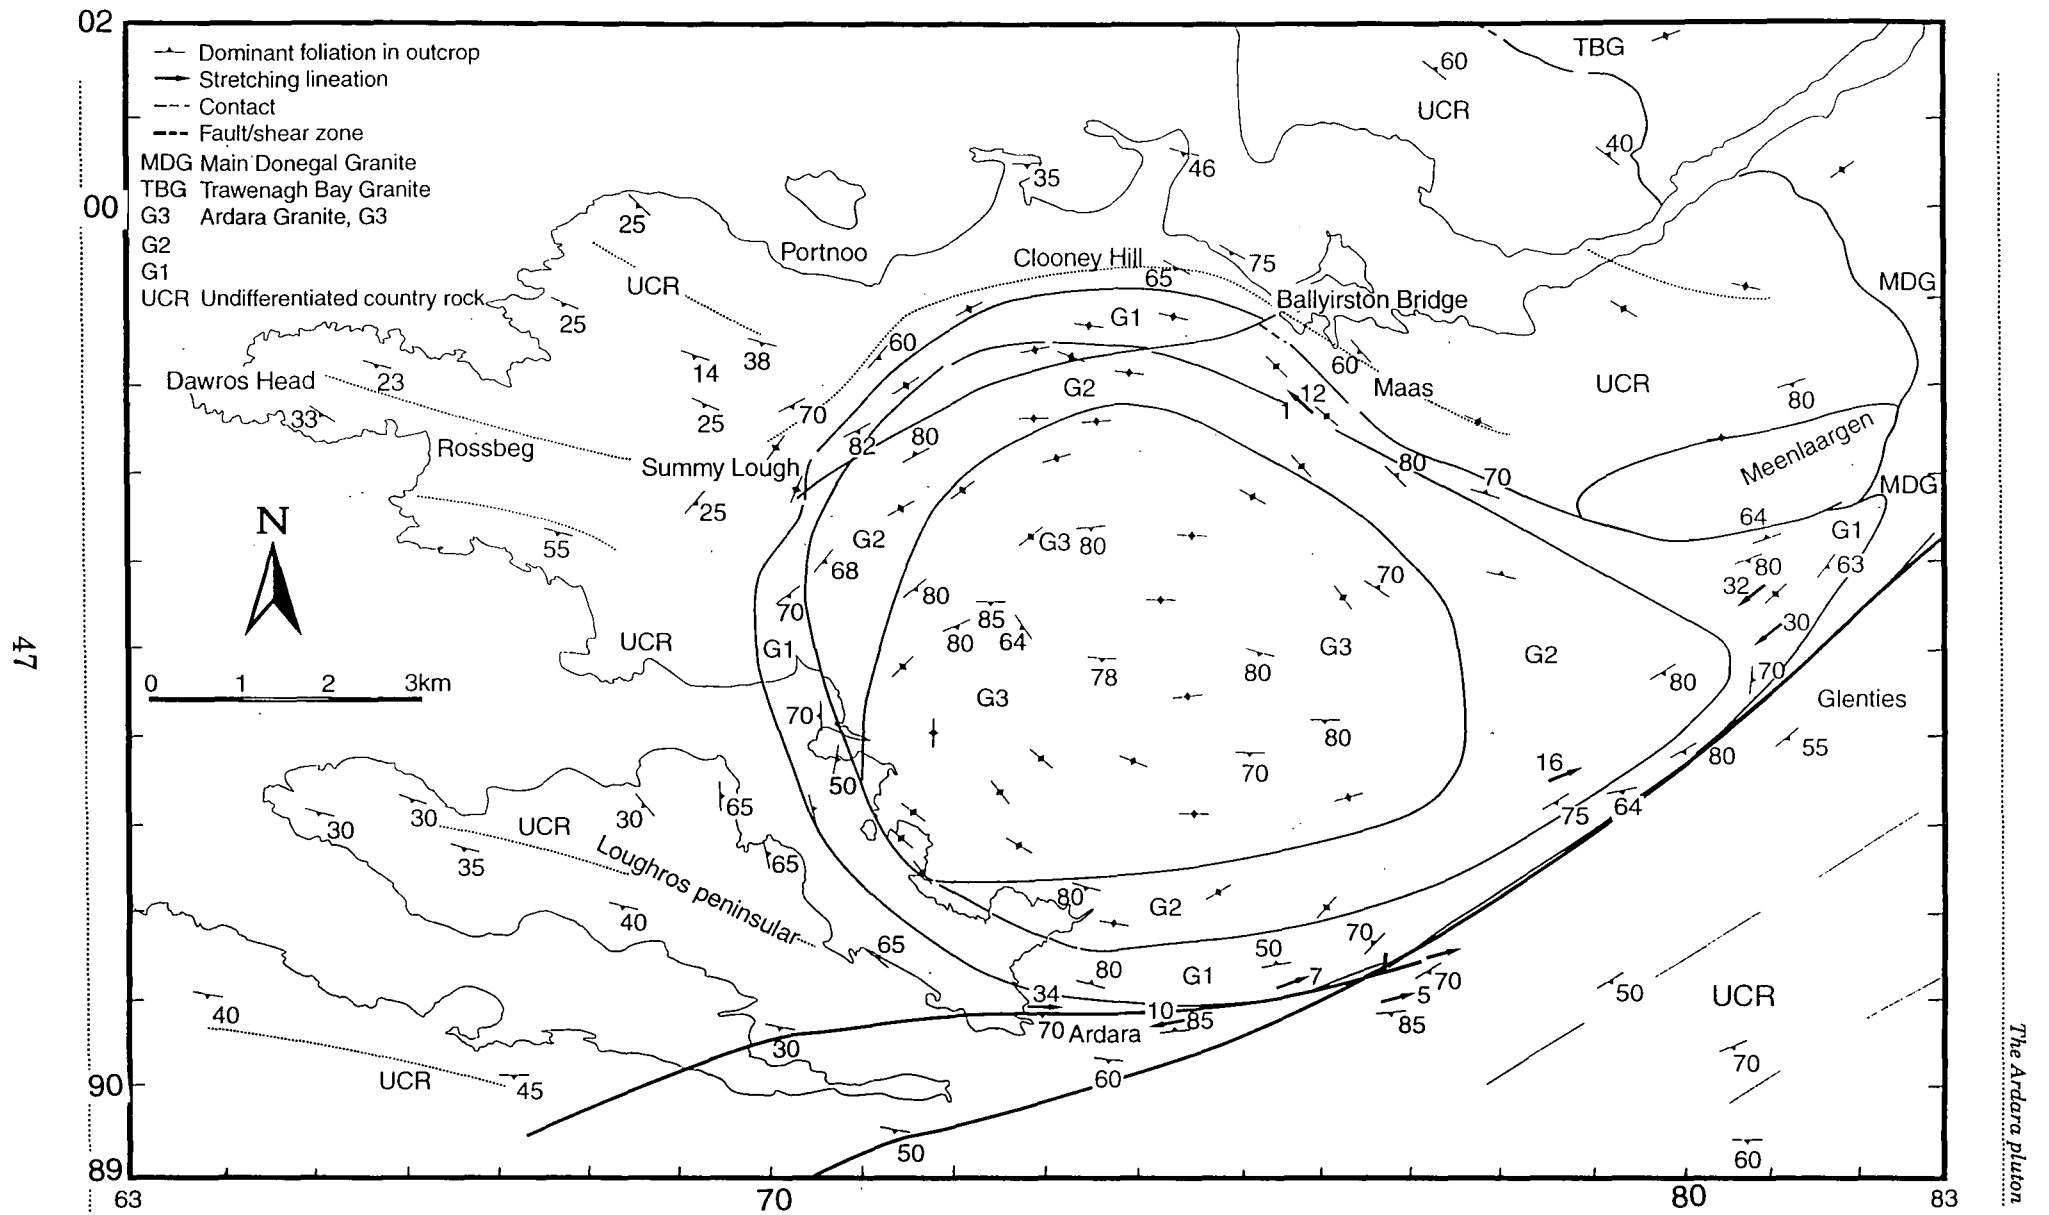 02
Dominant foliation in outcrop
Stretching lineation
Contact
Fault/shear zone
MDG Main Donegal Granite
TBG Trawenagh Bay Granite
G3 Ardara Granite, G3
G2
G1
UCR Undifferentiated country rock
TBG
60
UCR
40
46
35
00
25
Portnoo
Clooney Hill
75
65
UCR
MDG
Ballyirston Bridge
25
G1
60
38
14
60
Dawros Head
23
G2
Maas
UCR
12
80
1
33
25
70
80
82
Rossbeg
Summy Lough
80
70
Meenlaargen
MDG
N
25
64
G1
55
G2
G3
80
68
70
80
63
32
80
70
85
30
80
64
UCR
G1
G3
G2
78
80
80
70
47
0 1 2 3km
G3
Glenties
70
80
55
80
16
50
70
65
64
30
30
UCR
30
75
35
Loughros peninsular
65
80
G2
40
65
50
70
80
G1
7
70
50
UCR
34
5
40
10
70
Ardara
85
85
30
70
60
90
UCR
45
50
60
89
63
70
80
83
The Ardara pluton